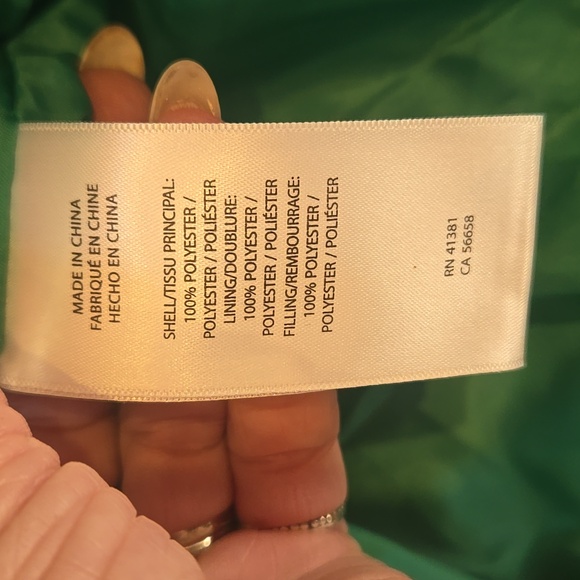 MADE IN CHINA
FABRIQUÉ EN CHINE
HECHO EN CHINA
SHELL/TISSU PRINCIPAL:
100% POLYESTER /
POLYESTER / POLIÉSTER
LINING/DOUBLURE:
100% POLYESTER /
POLYESTER / POLIÉSTER
FILLING/REMBOURRAGE:
100% POLYESTER /
POLYESTER / POLIÉSTER
RN 41381
CA 56658